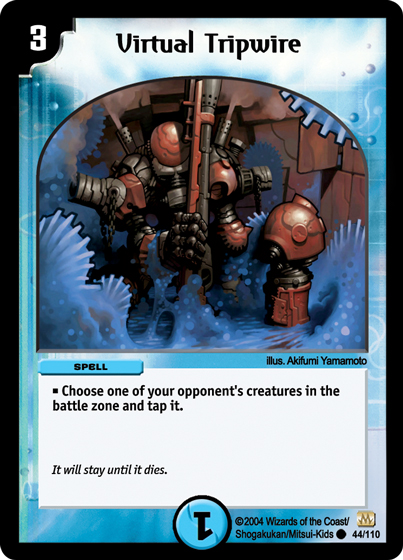 3
Virtual Tripwire
illus. Akifumi Yamamoto
SPELL
▪ Choose one of your opponent's creatures in the
battle zone and tap it.
It will stay until it dies.
1
©2004 Wizards of the Coast/
Shogakukan/Mitsui-Kids ● 44/110
M